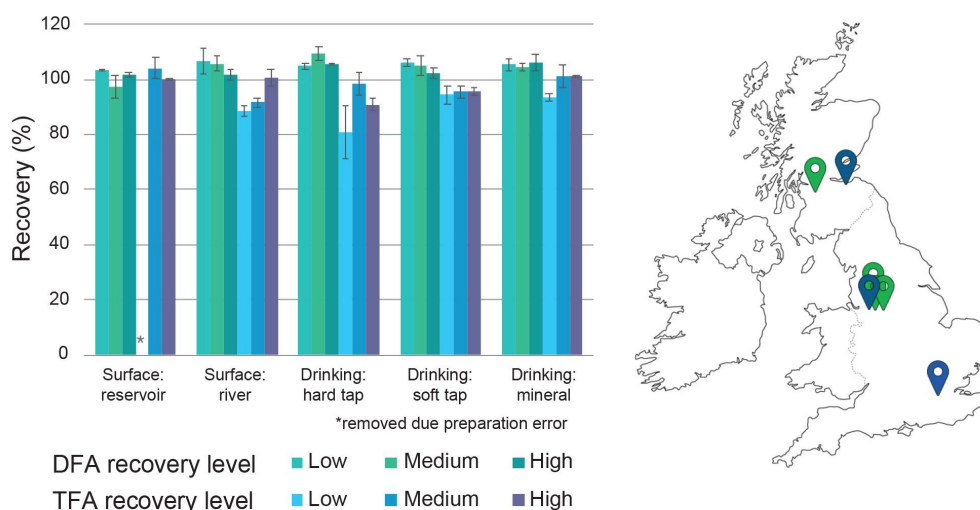 120
100
80
60
40
20
0
Recovery (%)
*
Surface:
reservoir
Surface:
river
Drinking:
hard tap
Drinking:
soft tap
Drinking:
mineral
*removed due preparation error
DFA recovery level Low Medium High
TFA recovery level Low Medium High